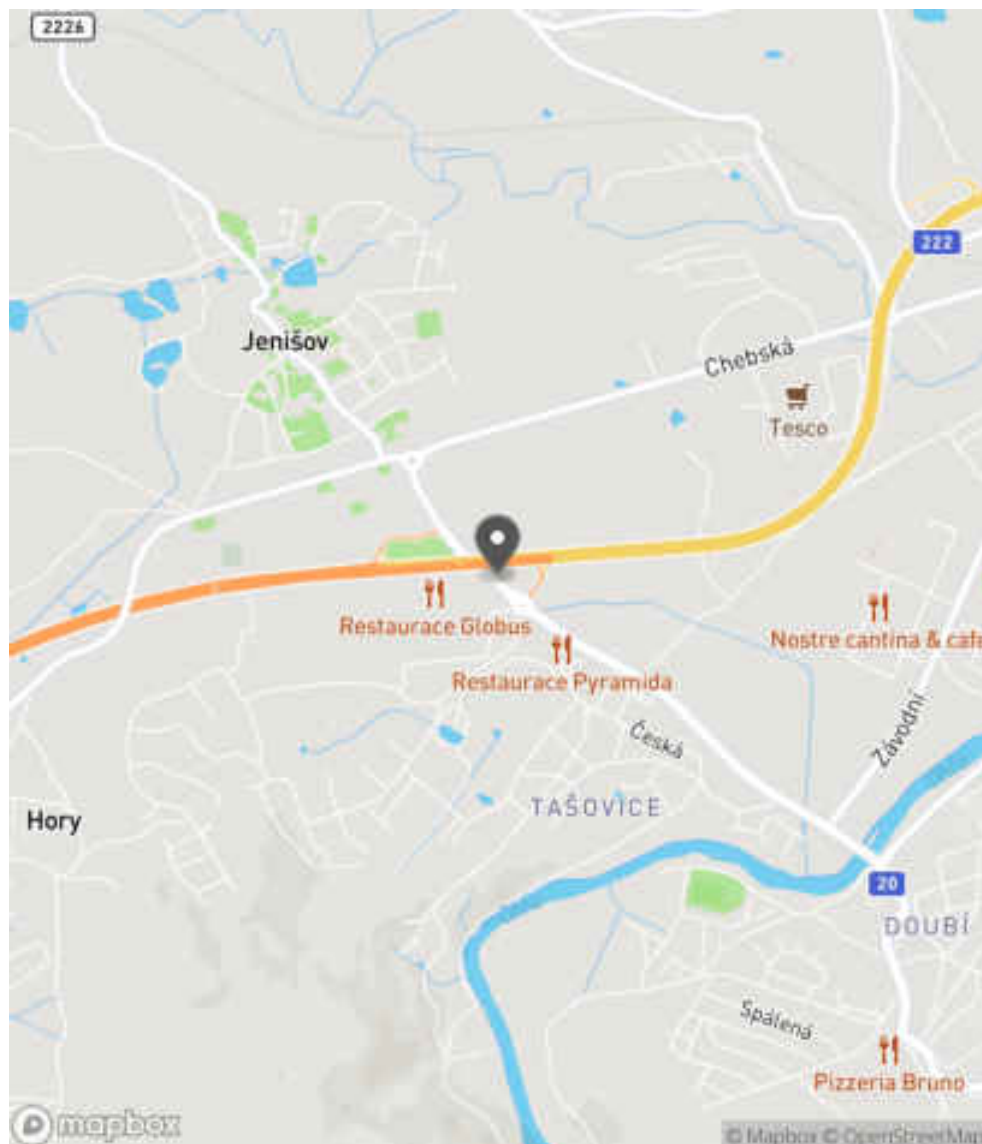 2226
222
Jenišov
Chebská
Tesco
Restaurace Globus
Nostre cantina & cafe
Restaurace Pyramida
Závodní
Česká
TAŠOVICE
Hory
20
DOUBÍ
Spálená
Pizzeria Bruno
mapbox
© Mapbox © OpenStreetMap